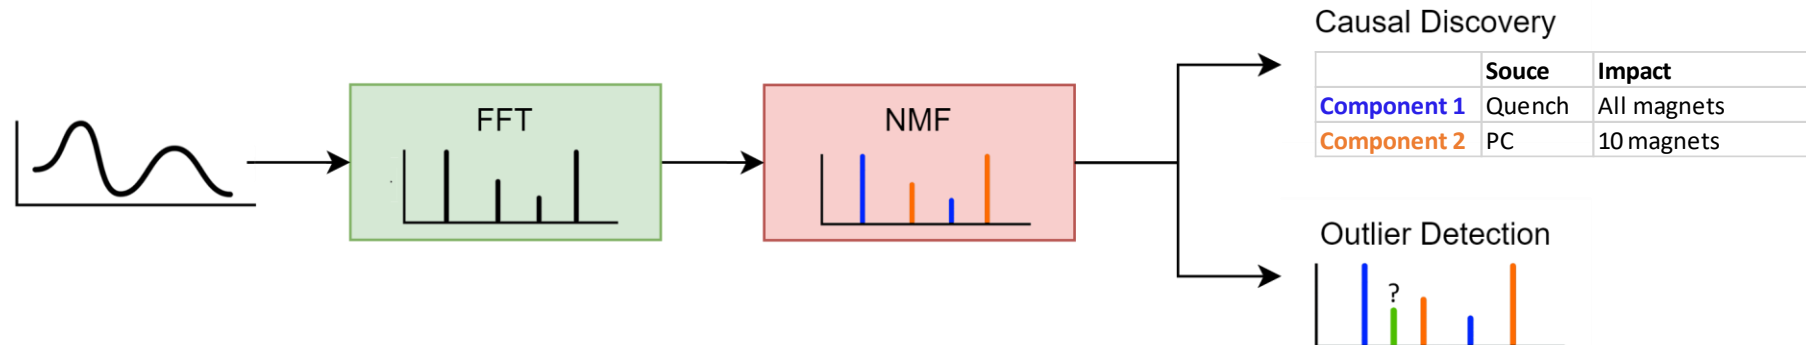 FFT
NMF
Causal Discovery
Souce Impact
Component 1 Quench All magnets
Component 2 PC 10 magnets
Outlier Detection
?